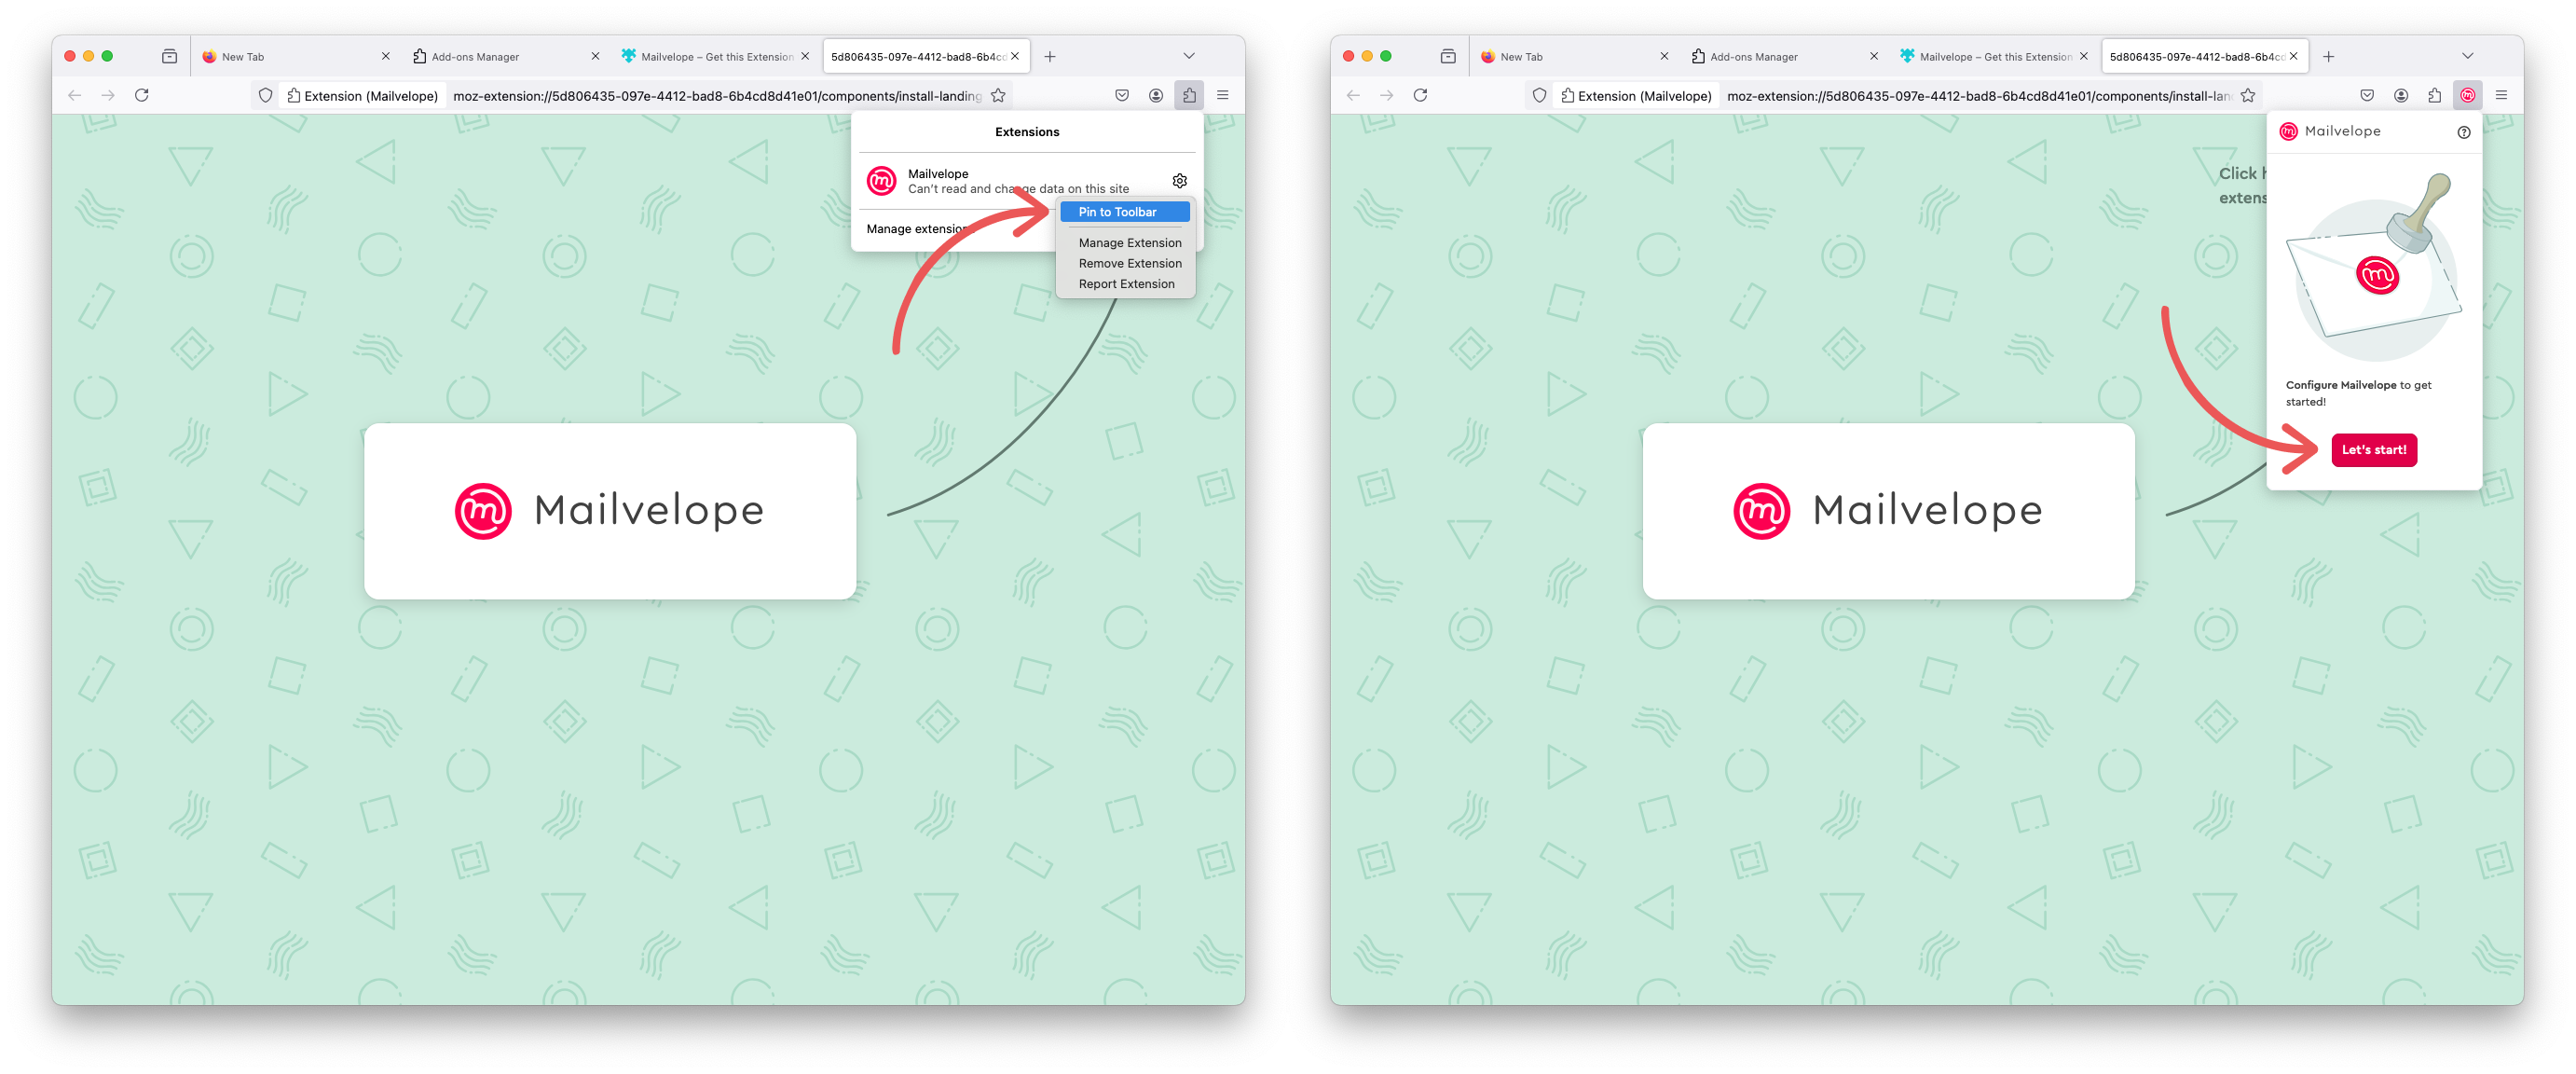 New Tab
Add-ons Manager
Mailvelope – Get this Extension
5d806435-097e-4412-bad8-6b4cd
Extension (Mailvelope)
moz-extension://5d806435-097e-4412-bad8-6b4cd8d41e01/components/install-landing
Extensions
Mailvelope
Can't read and change data on this site
Pin to Toolbar
Manage extensions
Manage Extension
Remove Extension
Report Extension
Mailvelope
New Tab
Add-ons Manager
Mailvelope – Get this Extension
5d806435-097e-4412-bad8-6b4cd
Extension (Mailvelope)
moz-extension://5d806435-097e-4412-bad8-6b4cd8d41e01/components/install-lan
Mailvelope
Click
extens
Configure Mailvelope to get
started!
Let's start!
Mailvelope